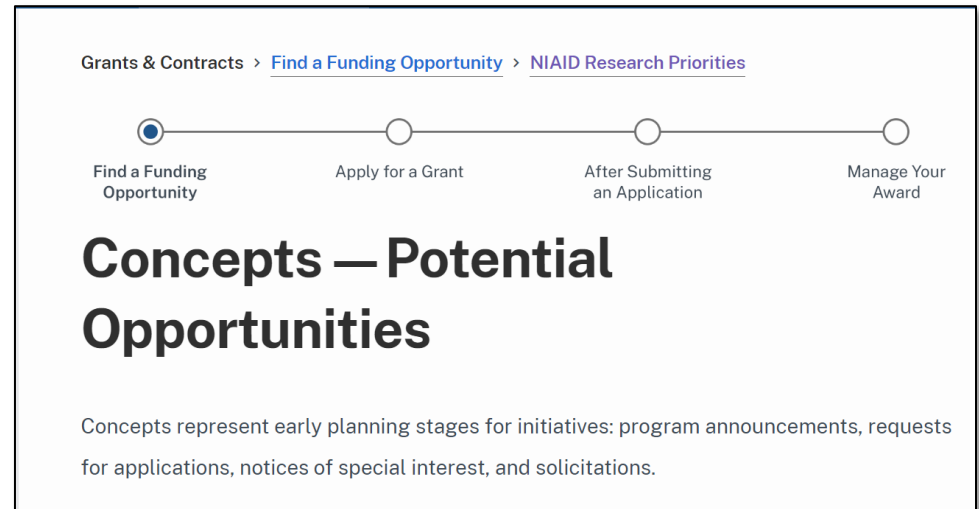 Grants & Contracts > Find a Funding Opportunity > NIAID Research Priorities
Find a Funding Opportunity
Apply for a Grant
After Submitting an Application
Manage Your Award
Concepts — Potential
Opportunities
Concepts represent early planning stages for initiatives: program announcements, requests
for applications, notices of special interest, and solicitations.